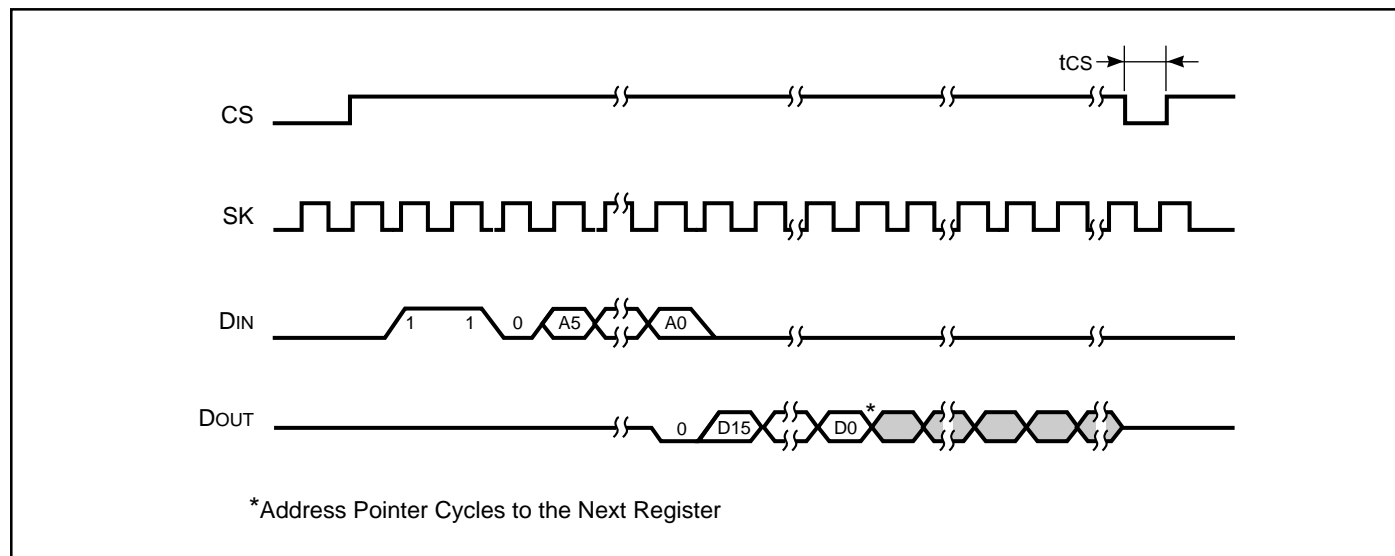 tCS
CS
SK
DIN
1 1 0 A5 A0
DOUT
0 D15 D0 *
*Address Pointer Cycles to the Next Register